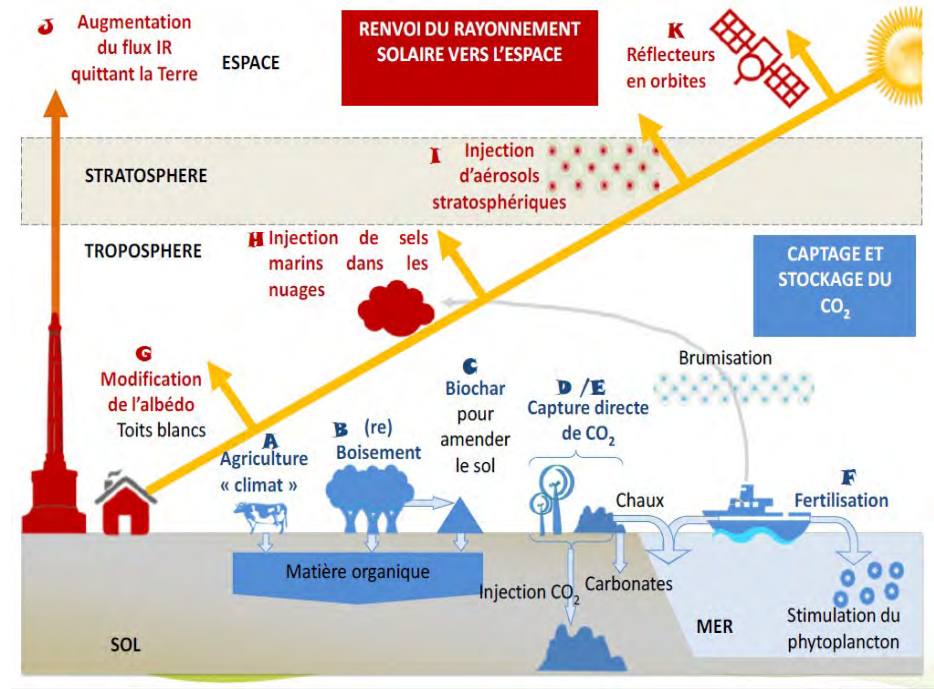 J Augmentation
du flux IR
quittant la Terre
ESPACE
RENVOI DU RAYONNEMENT
SOLAIRE VERS L'ESPACE
K
Réflecteurs
en orbites
STRATOSPHERE
I Injection
d'aérosols
stratosphériques
TROPOSPHERE
H Injection de sels
marins dans les
nuages
CAPTAGE ET
STOCKAGE DU
CO₂
G
Modification
de l'albédo
Toits blancs
A
Agriculture
« climat »
B (re)
Boisement
C
Biochar
pour
amender
le sol
D /E
Capture directe
de CO₂
Brumisation
Chaux
F
Fertilisation
Matière organique
Injection CO₂
Carbonates
SOL
MER
Stimulation du
phytoplancton